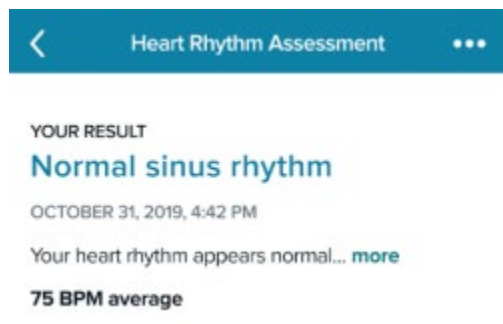 Heart Rhythm Assessment
YOUR RESULT
Normal sinus rhythm
OCTOBER 31, 2019, 4:42 PM
Your heart rhythm appears normal... more
75 BPM average